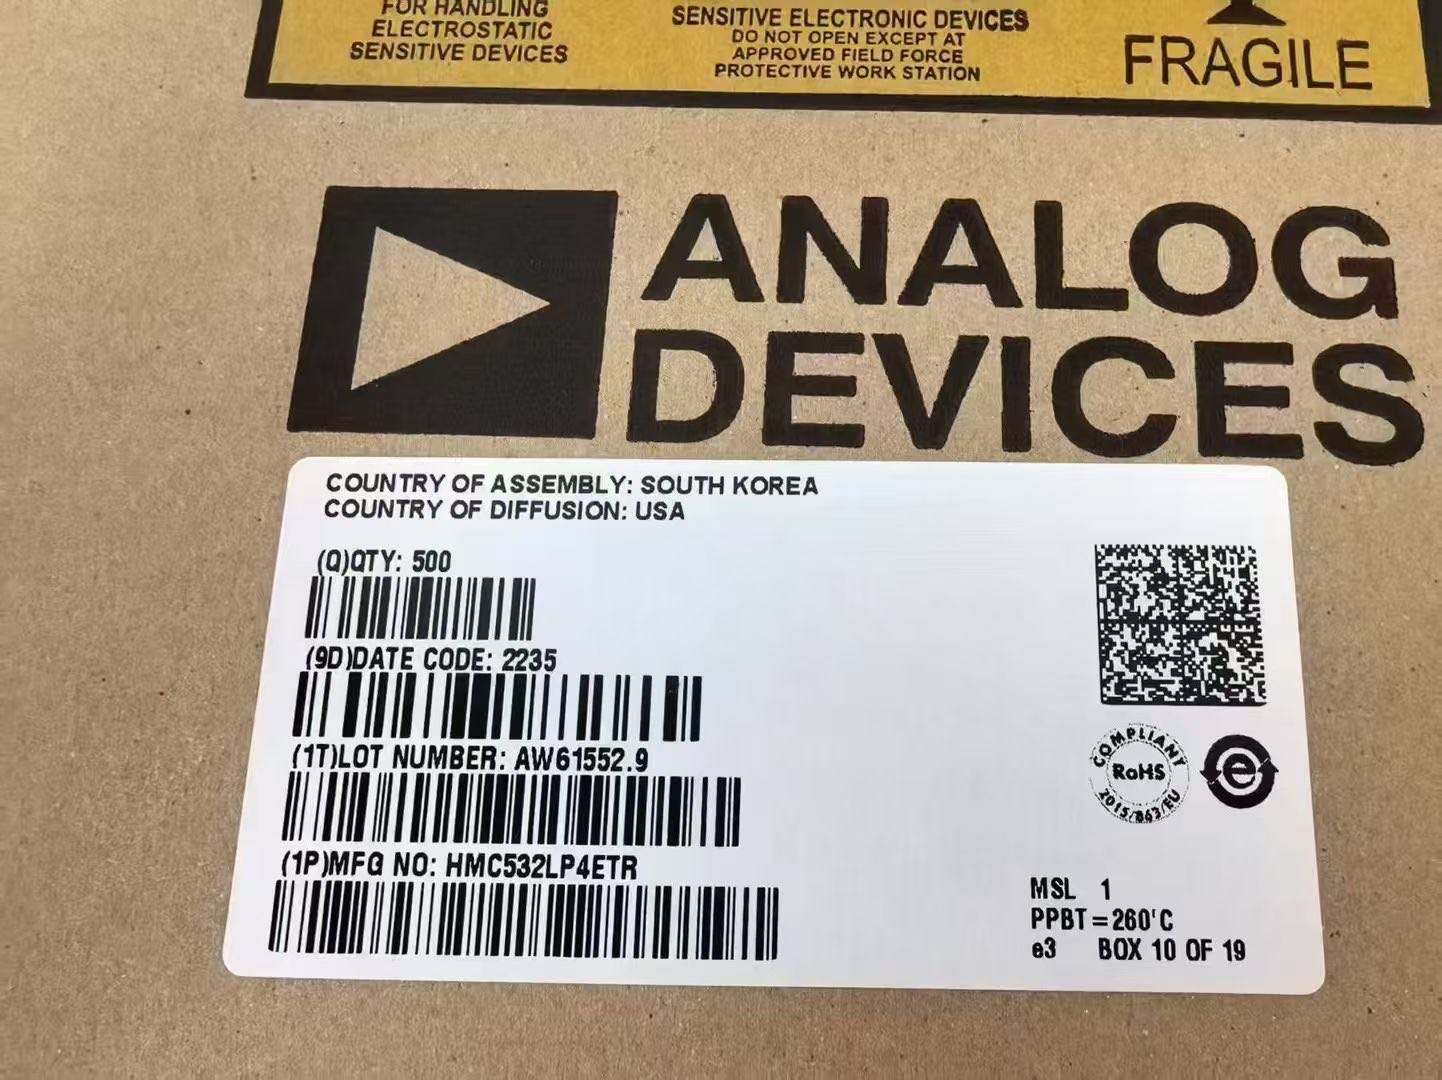 FOR HANDLING
ELECTROSTATIC
SENSITIVE DEVICES
SENSITIVE ELECTRONIC DEVICES
DO NOT OPEN EXCEPT AT
APPROVED FIELD FORCE
PROTECTIVE WORK STATION
FRAGILE
ANALOG
DEVICES
COUNTRY OF ASSEMBLY: SOUTH KOREA
COUNTRY OF DIFFUSION: USA
(Q)QTY: 500
(9D)DATE CODE: 2235
(1T)LOT NUMBER: AW61552.9
(1P)MFG NO: HMC532LP4ETR
COMPLIANT
RoHS
2015/863/EU
e
MSL 1
PPBT=260'C
e3 BOX 10 OF 19